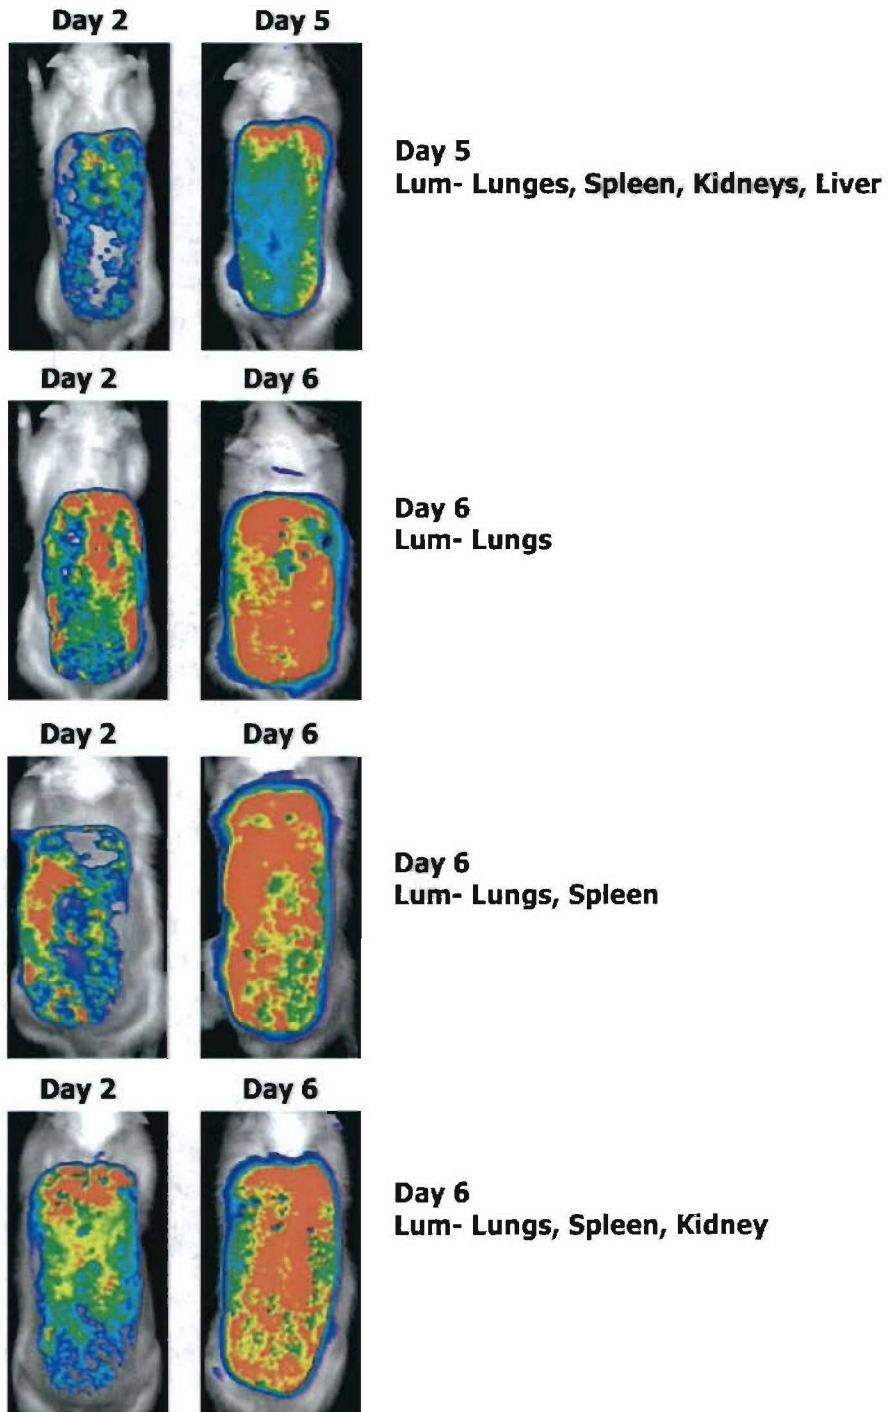 Day 2 Day 5
Day 5
Lum- Lunges, Spleen, Kidneys, Liver
Day 2 Day 6
Day 6
Lum- Lungs
Day 2 Day 6
Day 6
Lum- Lungs, Spleen
Day 2 Day 6
Day 6
Lum- Lungs, Spleen, Kidney